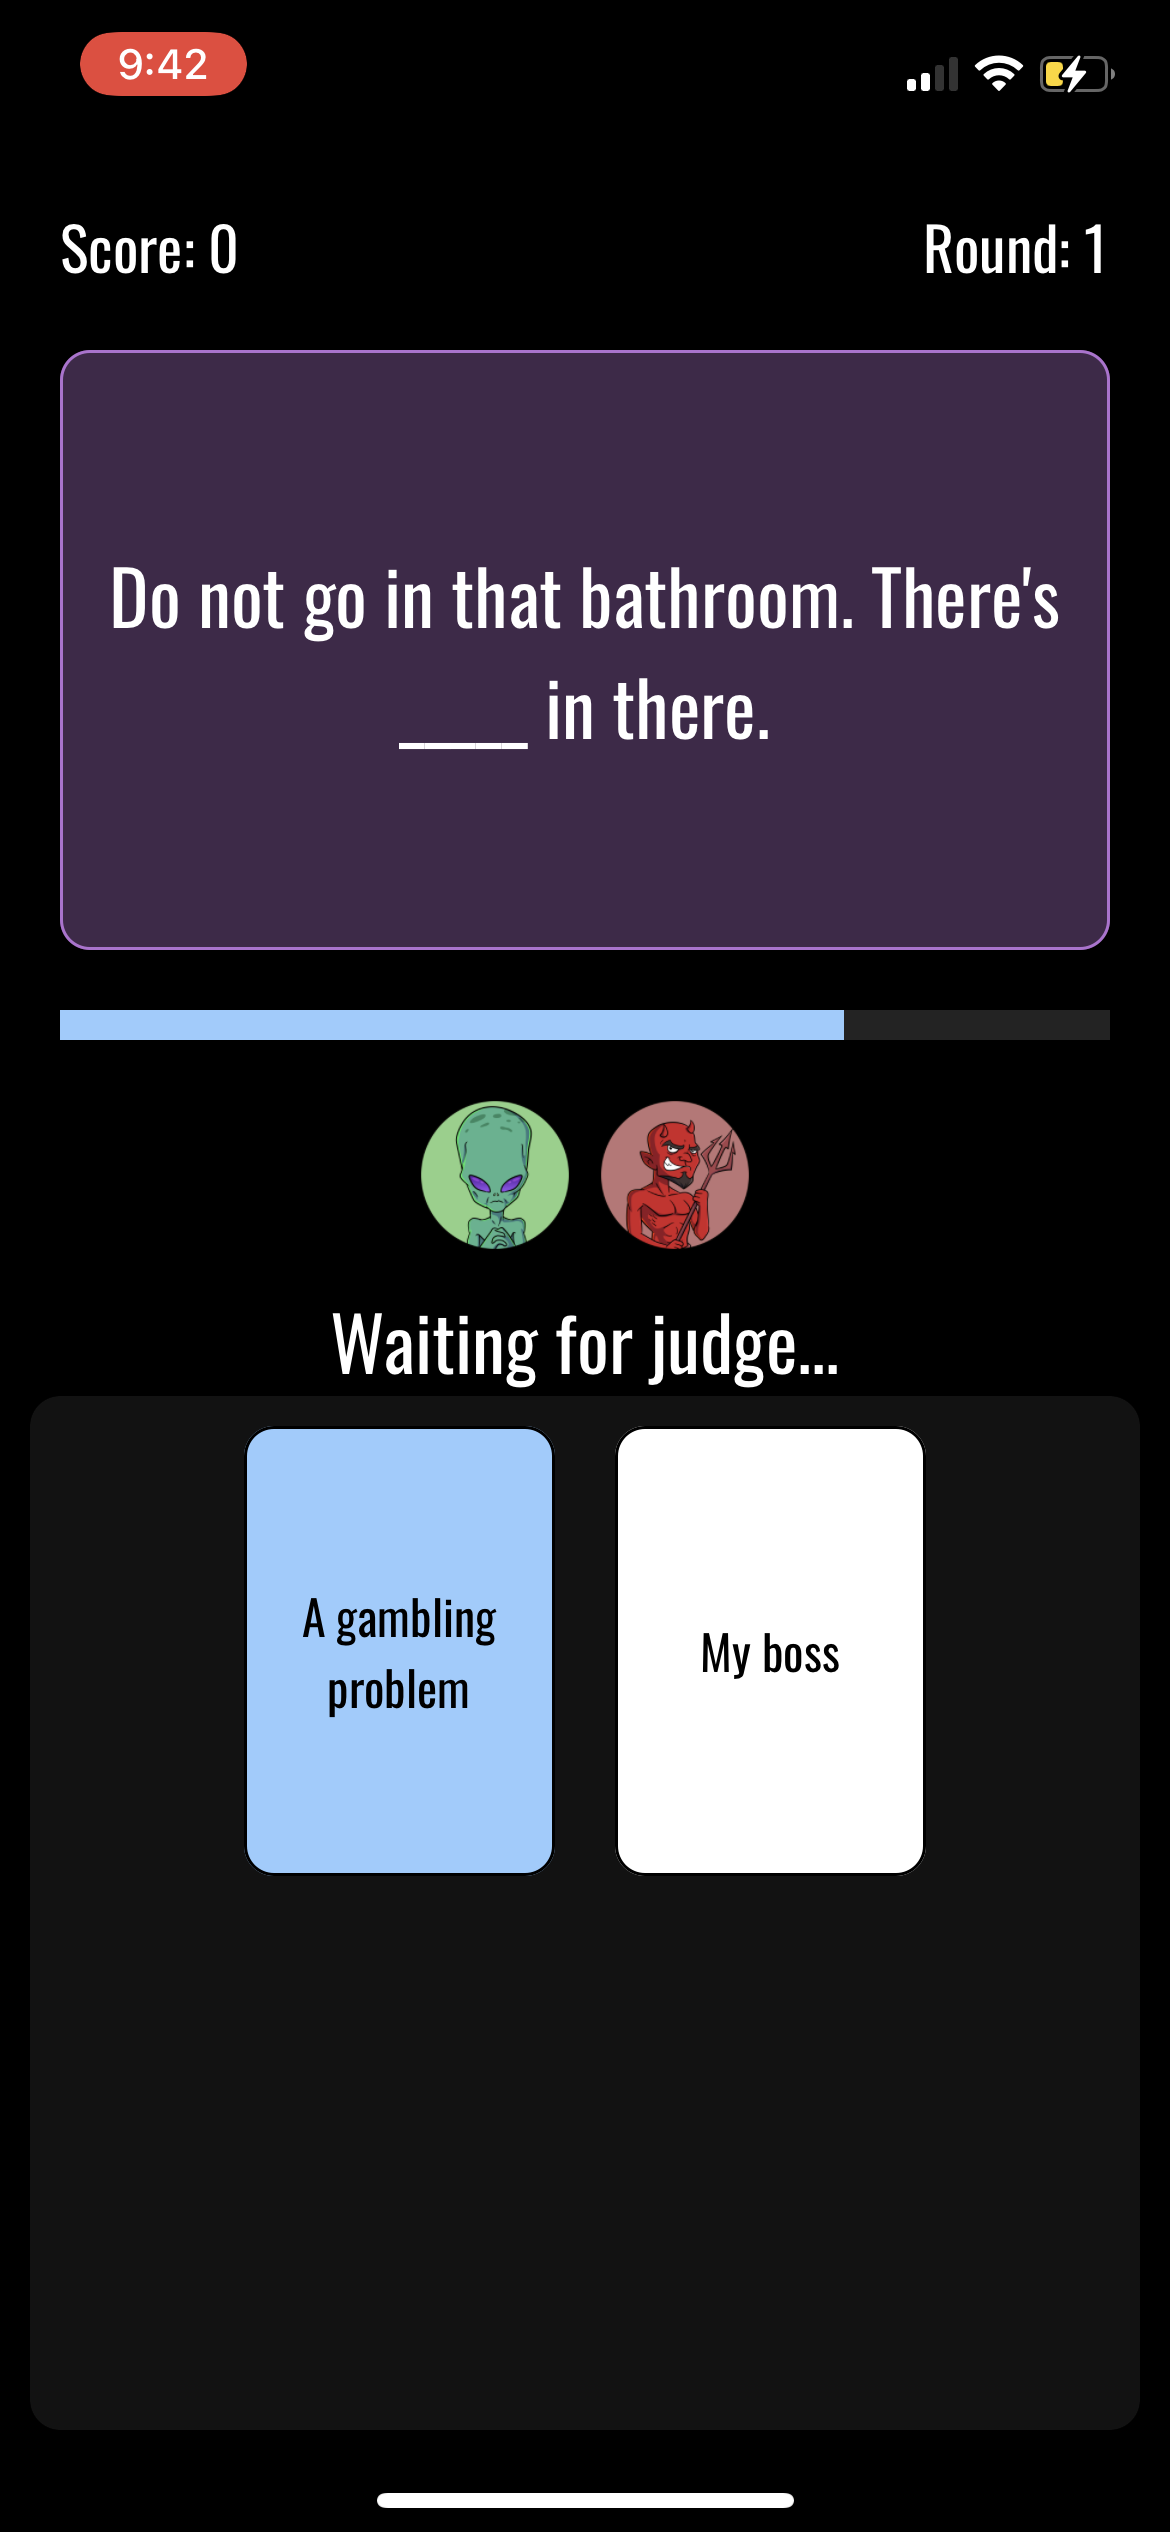 9:42
Score: 0
Round: 1
Do not go in that bathroom. There's
_____ in there.
Waiting for judge...
A gambling
problem
My boss